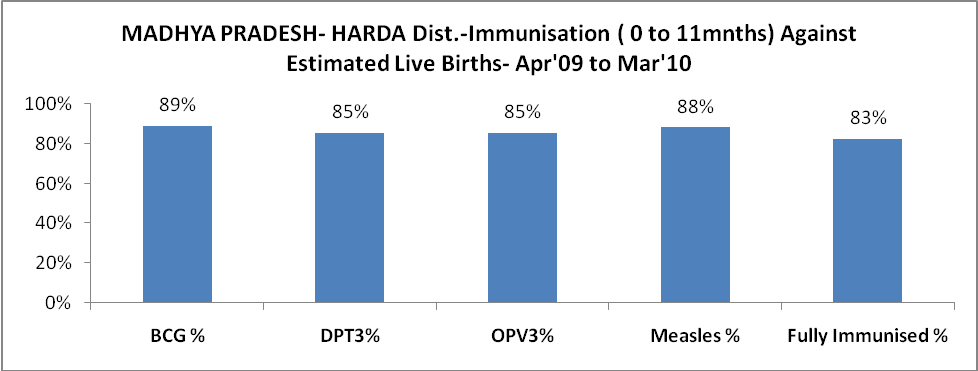 MADHYA PRADESH- HARDA Dist.-Immunisation ( 0 to 11mnths) Against
Estimated Live Births- Apr'09 to Mar'10
89%
85%
85%
88%
83%
100%
80%
60%
40%
20%
0%
BCG %
DPT3%
OPV3%
Measles %
Fully Immunised %